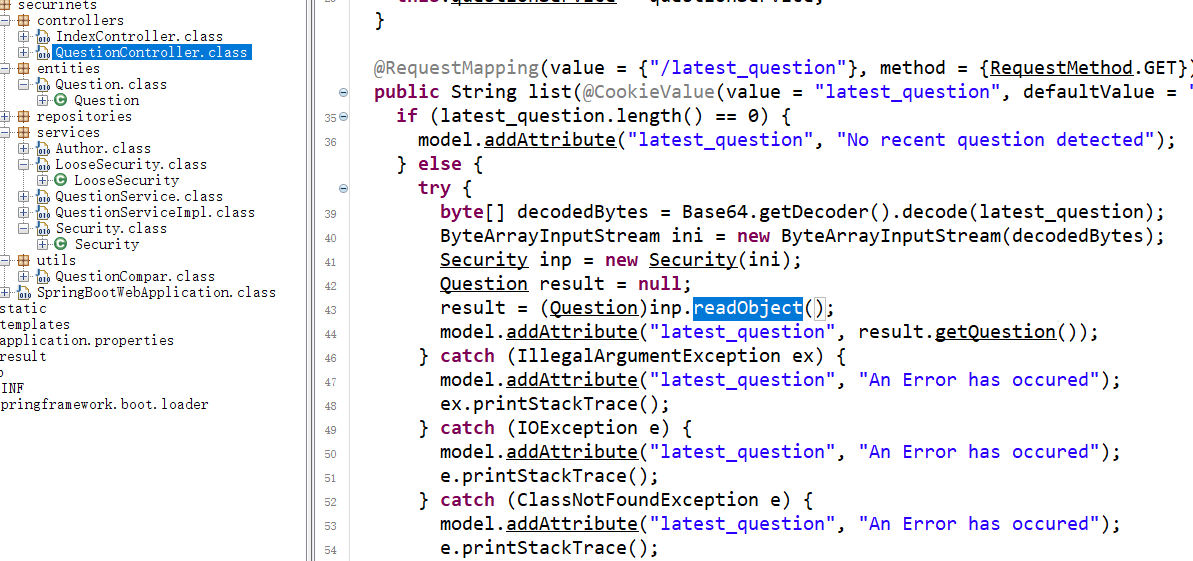 securinets
controllers
IndexController.class
QuestionController.class
entities
Question.class
Question
repositories
services
Author.class
LooseSecurity.class
LooseSecurity
QuestionService.class
QuestionServiceImpl.class
Security.class
Security
utils
QuestionCompar.class
SpringBootWebApplication.class
static
templates
application.properties
result
INF
pringframework.boot.loader
}
@RequestMapping(value = {"/latest_question"}, method = {RequestMethod.GET})
public String list(@CookieValue(value = "latest_question", defaultValue = "
35 if (latest_question.length() == 0) {
36 model.addAttribute("latest_question", "No recent question detected");
} else {
try {
39 byte[] decodedBytes = Base64.getDecoder().decode(latest_question);
40 ByteArrayInputStream ini = new ByteArrayInputStream(decodedBytes);
41 Security inp = new Security(ini);
42 Question result = null;
43 result = (Question)inp.readObject();
44 model.addAttribute("latest_question", result.getQuestion());
46 } catch (IllegalArgumentException ex) {
47 model.addAttribute("latest_question", "An Error has occured");
48 ex.printStackTrace();
49 } catch (IOException e) {
50 model.addAttribute("latest_question", "An Error has occured");
51 e.printStackTrace();
52 } catch (ClassNotFoundException e) {
53 model.addAttribute("latest_question", "An Error has occured");
54 e.printStackTrace();